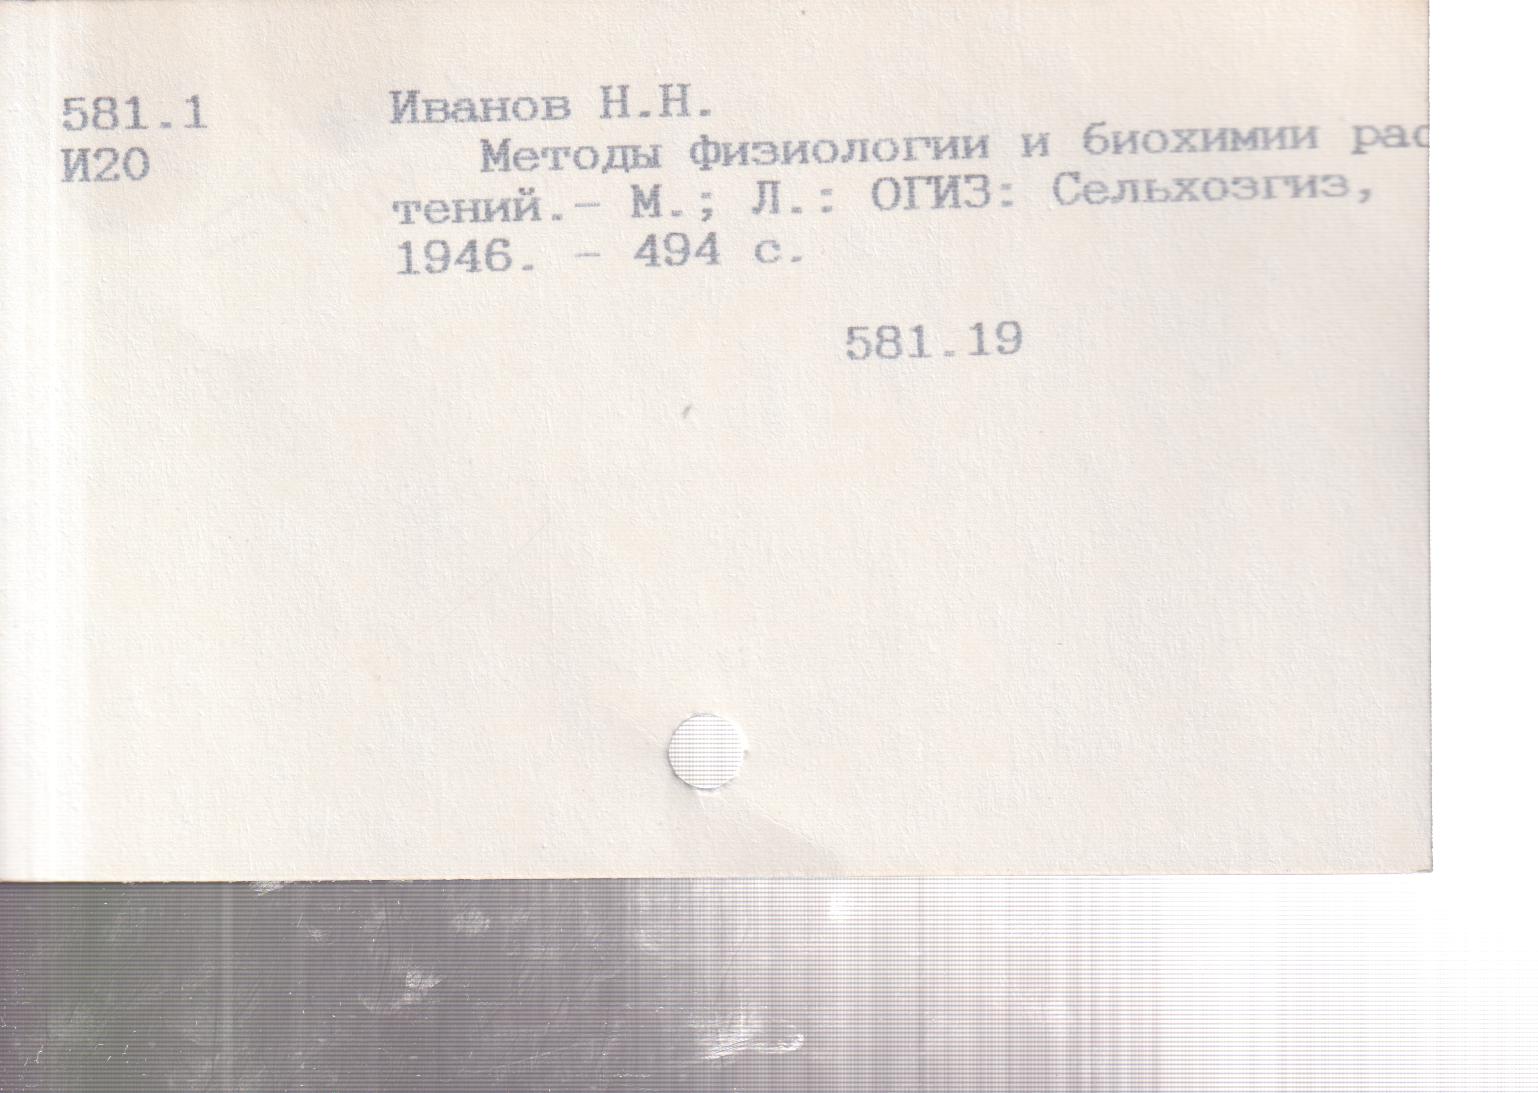 581.1 Иванов Н.Н.
И20 Методы физиологии и биохимии рас
тений.- М.; Л.: ОГИЗ: Сельхозгиз,
1946. - 494 с.
581.19